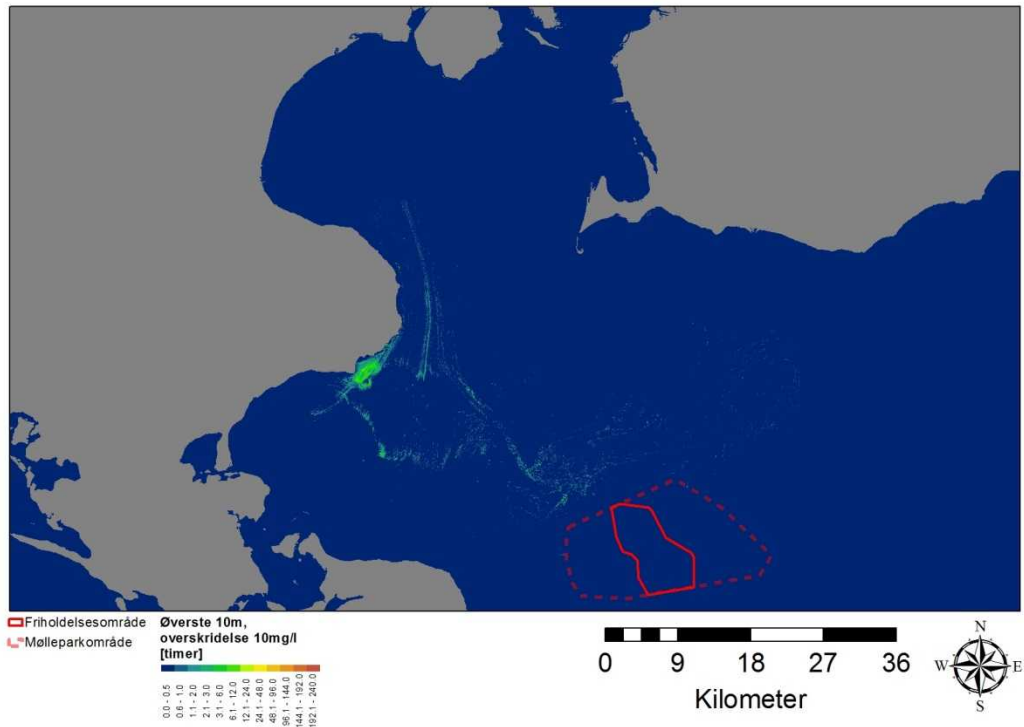 Friholdelsesområde
Mølleparkområde
Øverste 10m,
overskridelse 10mg/l
[timer]
0.0 - 0.5
0.6 - 1.0
1.1 - 2.0
2.1 - 3.0
3.1 - 6.0
6.1 - 12.0
12.1 - 24.0
24.1 - 48.0
48.1 - 96.0
96.1 - 144.0
144.1 - 192.0
192.1 - 240.0
0 9 18 27 36
Kilometer
N
W E
S